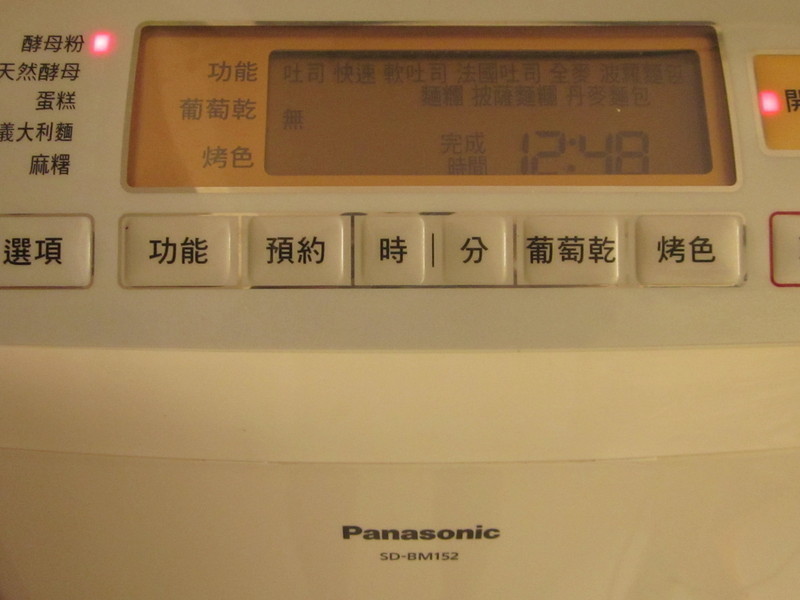 酵母粉
天然酵母
蛋糕
義大利麵
麻糬
功能
葡萄乾
烤色
吐司 快速 軟吐司 法國吐司 全麥 波蘿麵包
麵糰 披薩麵糰 丹麥麵包
無
完成
時間
12:48
開
選項
功能
預約
時
分
葡萄乾
烤色
Panasonic
SD-BM152